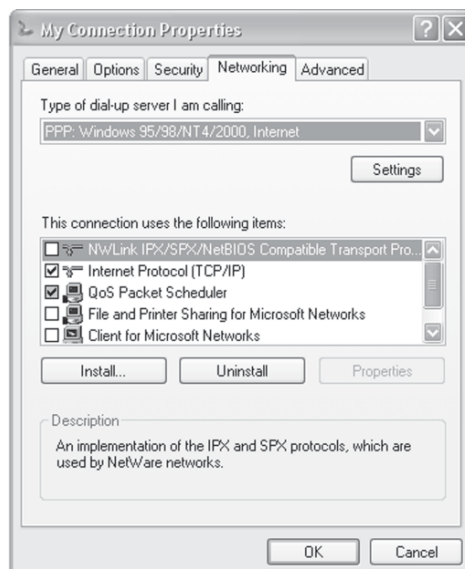 My Connection Properties
General Options Security Networking Advanced
Type of dial-up server I am calling:
PPP: Windows 95/98/NT4/2000, Internet
Settings
This connection uses the following items:
NWLink IPX/SPX/NetBIOS Compatible Transport Pro...
Internet Protocol (TCP/IP)
QoS Packet Scheduler
File and Printer Sharing for Microsoft Networks
Client for Microsoft Networks
Install... Uninstall Properties
Description
An implementation of the IPX and SPX protocols, which are
used by NetWare networks.
OK Cancel